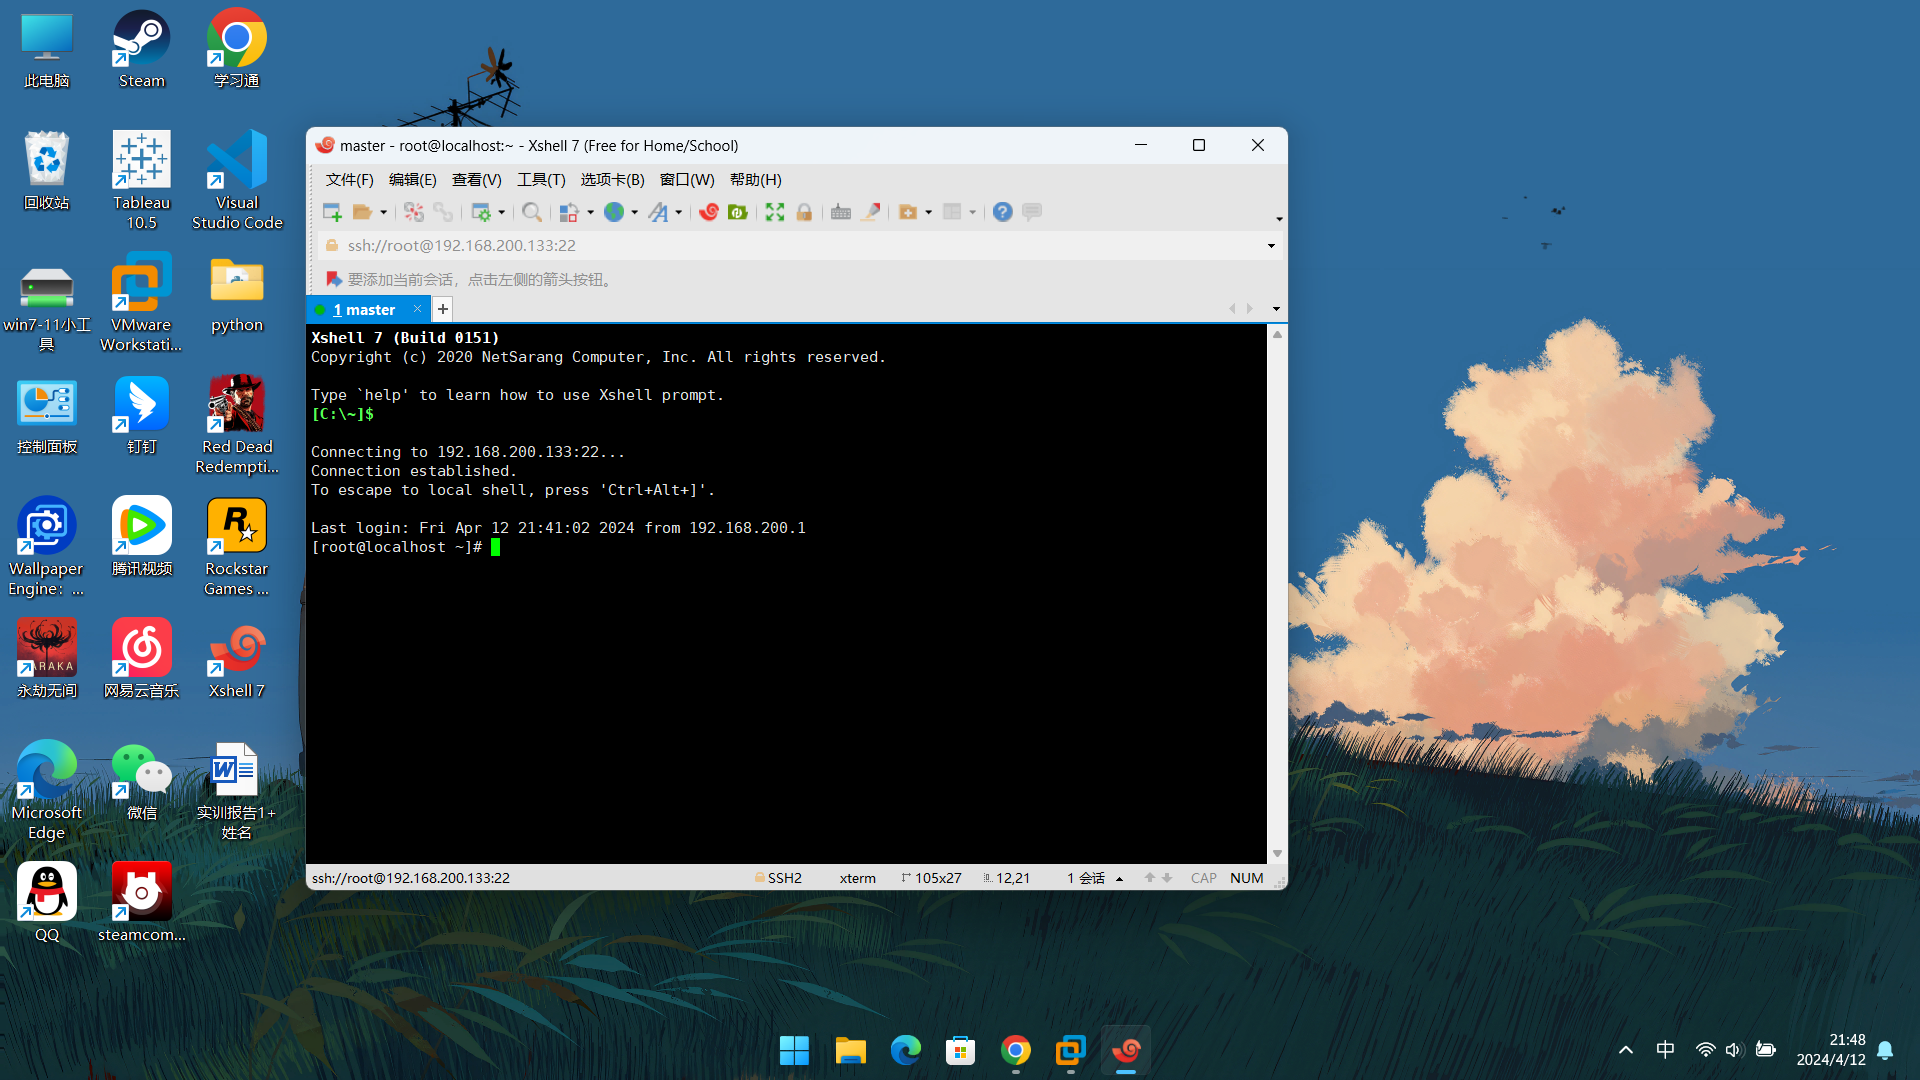 此电脑
Steam
学习通
回收站
Tableau
10.5
Visual
Studio Code
win7-11小工
具
VMware
Workstati...
python
控制面板
钉钉
Red Dead
Redempti...
Wallpaper
Engine：...
腾讯视频
Rockstar
Games ...
ARAKA
永劫无间
网易云音乐
Xshell 7
Microsoft
Edge
微信
实训报告1+
姓名
QQ
steamcom...
master - root@localhost:~ - Xshell 7 (Free for Home/School)
文件(F) 编辑(E) 查看(V) 工具(T) 选项卡(B) 窗口(W) 帮助(H)
ssh://root@192.168.200.133:22
要添加当前会话，点击左侧的箭头按钮。
1 master
Xshell 7 (Build 0151)
Copyright (c) 2020 NetSarang Computer, Inc. All rights reserved.
Type `help' to learn how to use Xshell prompt.
[C:\~]$
Connecting to 192.168.200.133:22...
Connection established.
To escape to local shell, press 'Ctrl+Alt+]'.
Last login: Fri Apr 12 21:41:02 2024 from 192.168.200.1
[root@localhost ~]#
ssh://root@192.168.200.133:22 SSH2 xterm 105x27 12,21 1 会话 CAP NUM
中
21:48
2024/4/12